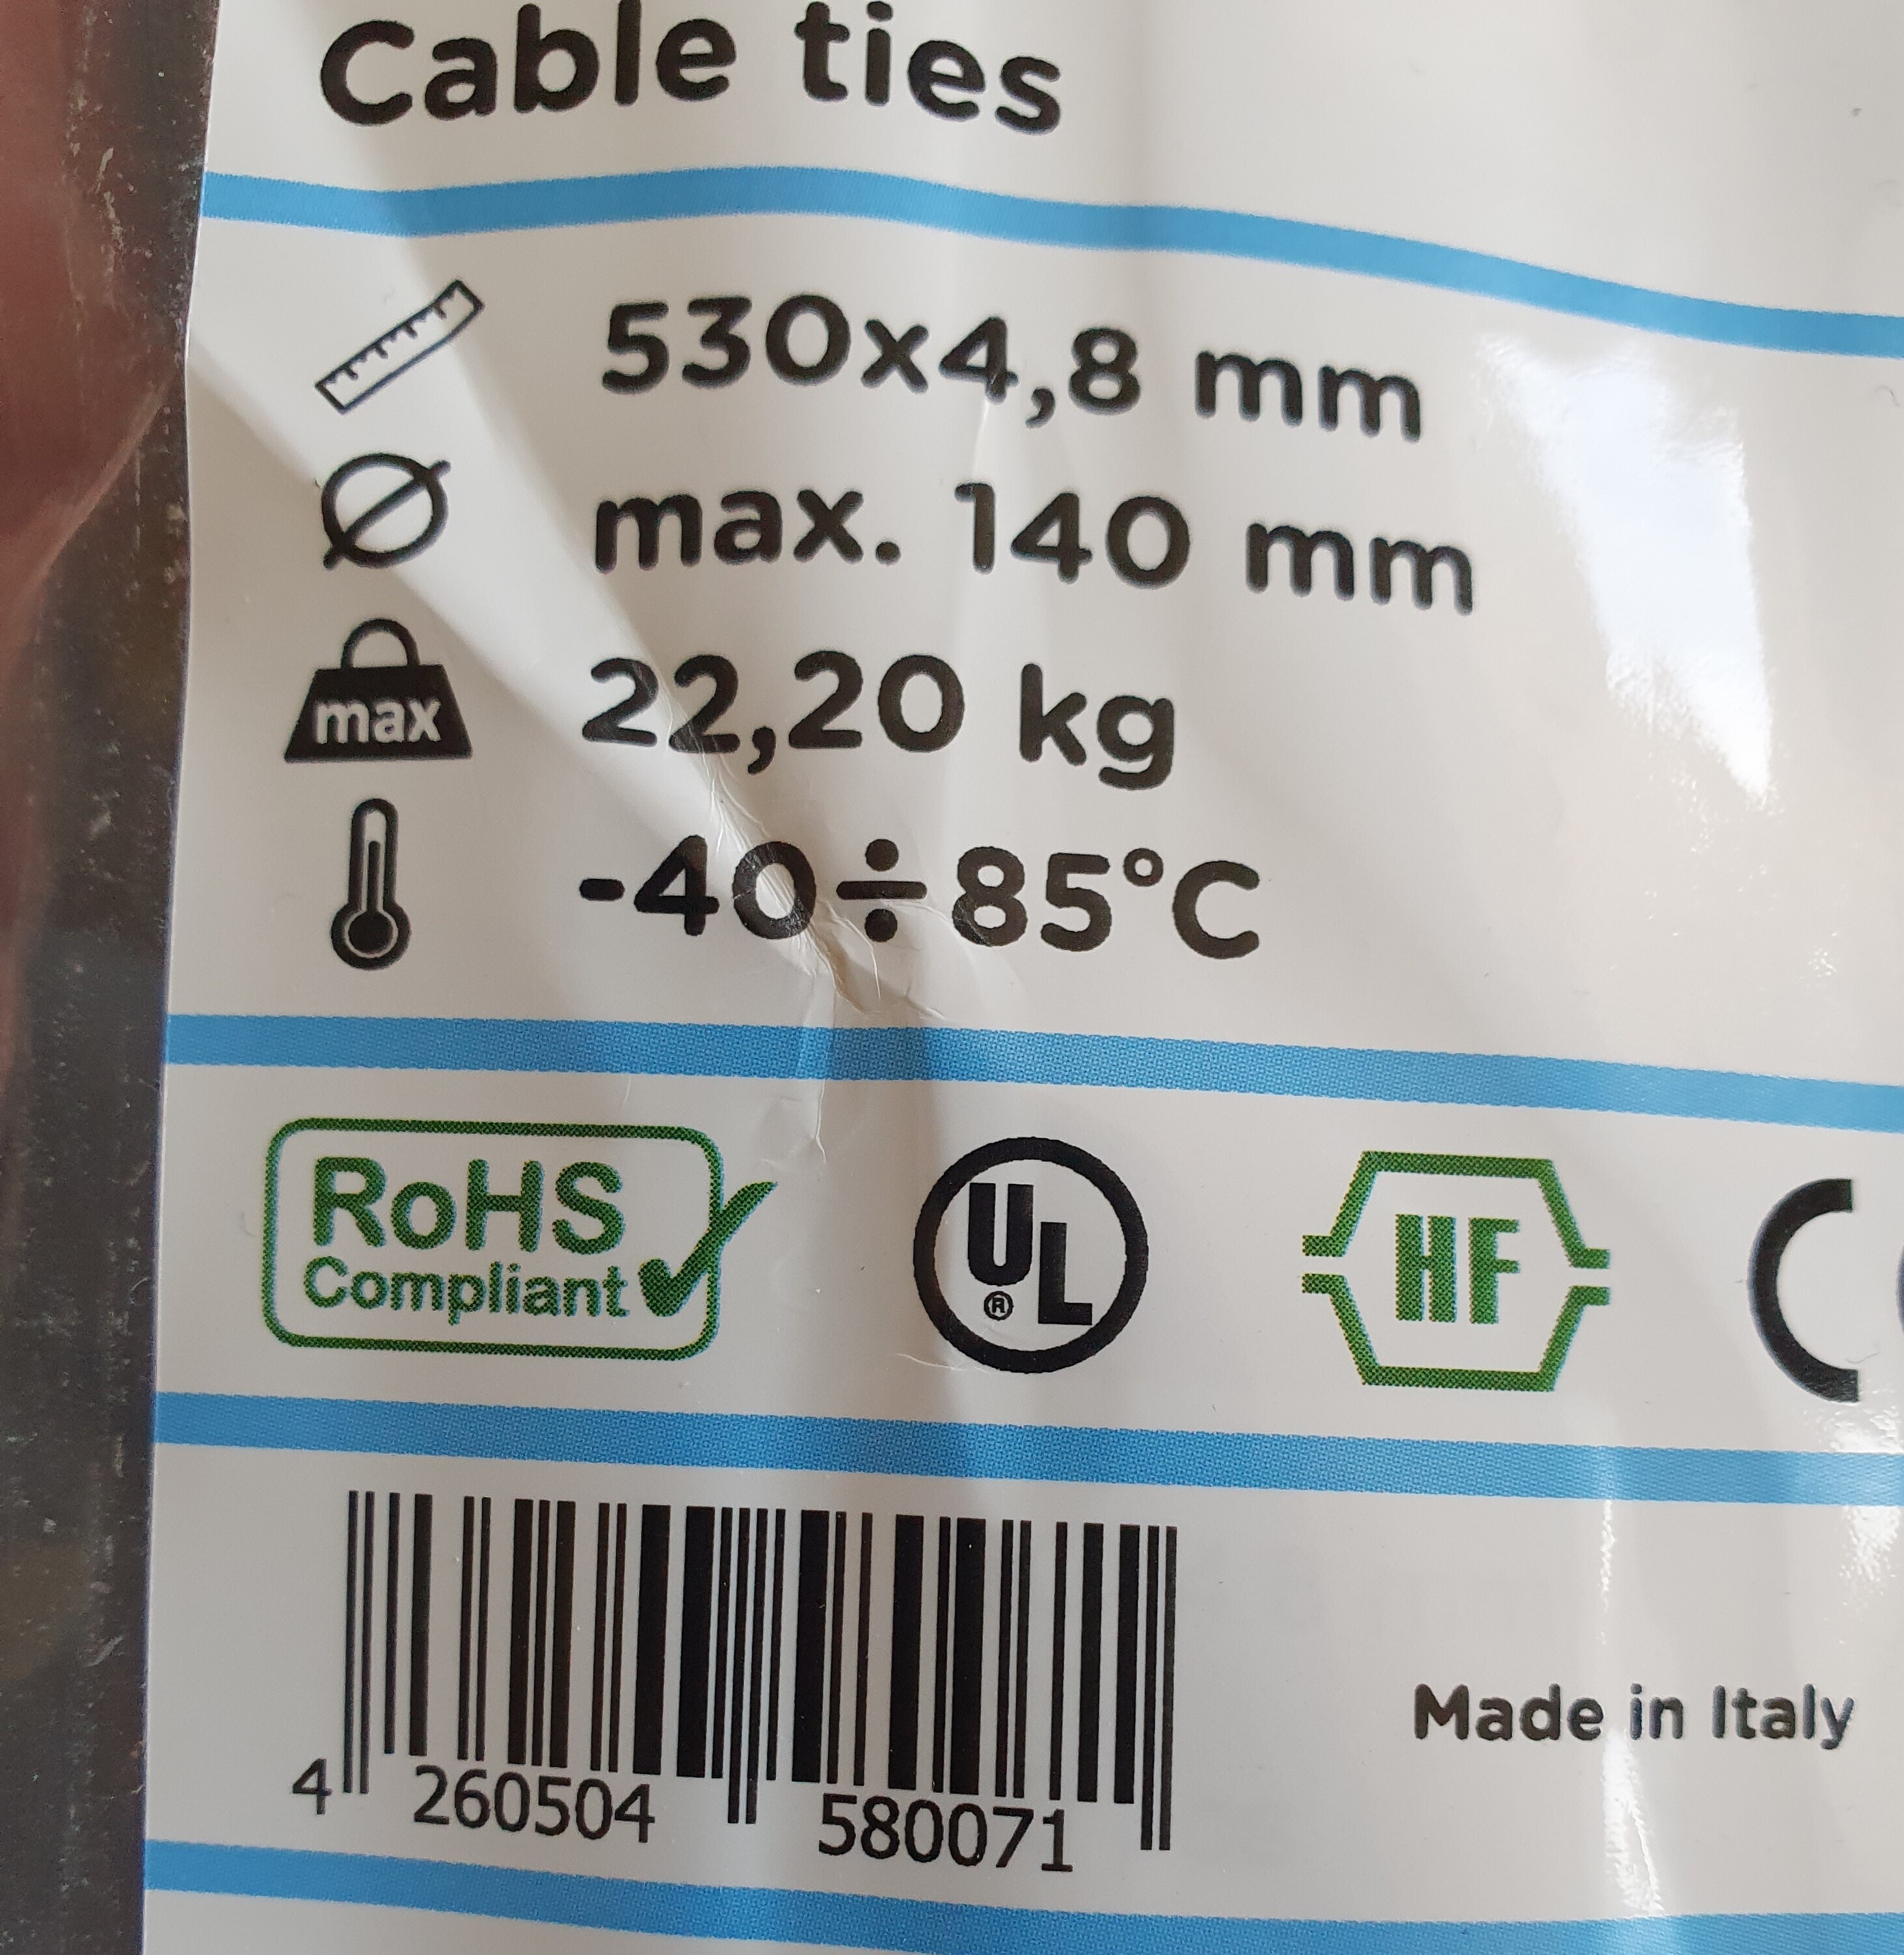 Cable ties
530x4,8 mm
max. 140 mm
max
22,20 kg
-40÷85°C
RoHS
Compliant
UL
®
HF
C
Made in Italy
4 260504 580071